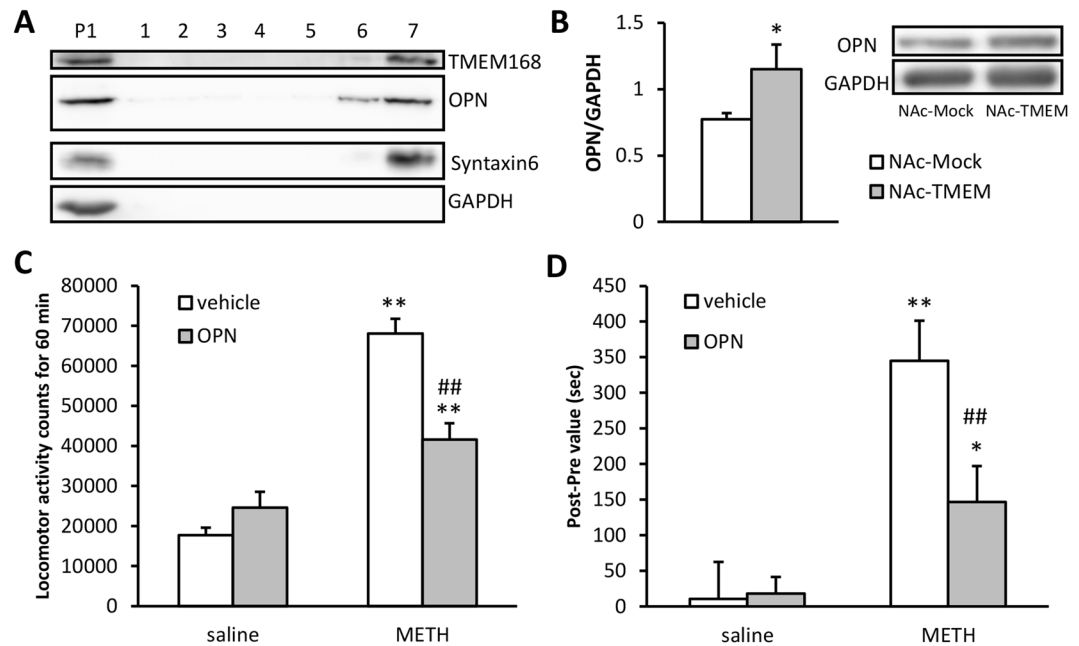 A
P1 1 2 3 4 5 6 7
TMEM168
OPN
Syntaxin6
GAPDH
B
OPN/GAPDH
1.5
1
0.5
0
*
OPN
GAPDH
NAc-Mock NAc-TMEM
NAc-Mock
NAc-TMEM
C
Locomotor activity counts for 60 min
80000
70000
60000
50000
40000
30000
20000
10000
0
vehicle
OPN
**
##
**
saline METH
D
Post-Pre value (sec)
450
400
350
300
250
200
150
100
50
0
vehicle
OPN
**
##
*
saline METH